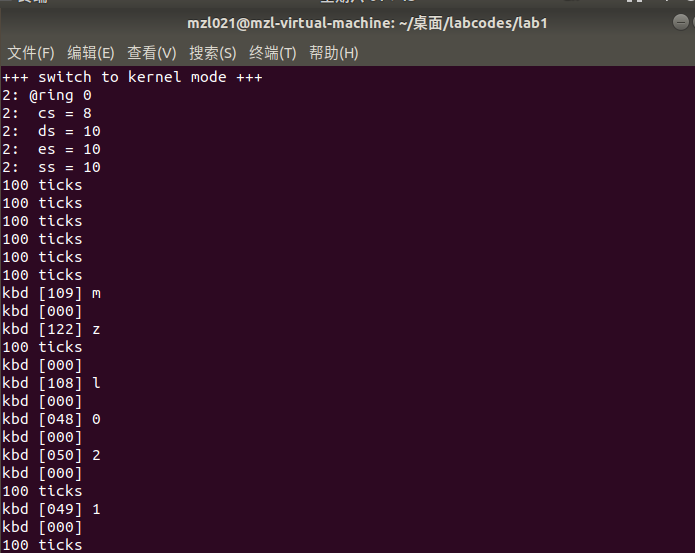 mzl021@mzl-virtual-machine: ~/桌面/labcodes/lab1
文件(F) 编辑(E) 查看(V) 搜索(S) 终端(T) 帮助(H)
+++ switch to kernel mode +++
2: @ring 0
2:  cs = 8
2:  ds = 10
2:  es = 10
2:  ss = 10
100 ticks
100 ticks
100 ticks
100 ticks
100 ticks
100 ticks
kbd [109] m
kbd [000]
kbd [122] z
100 ticks
kbd [000]
kbd [108] l
kbd [000]
kbd [048] 0
kbd [000]
kbd [050] 2
kbd [000]
100 ticks
kbd [049] 1
kbd [000]
100 ticks